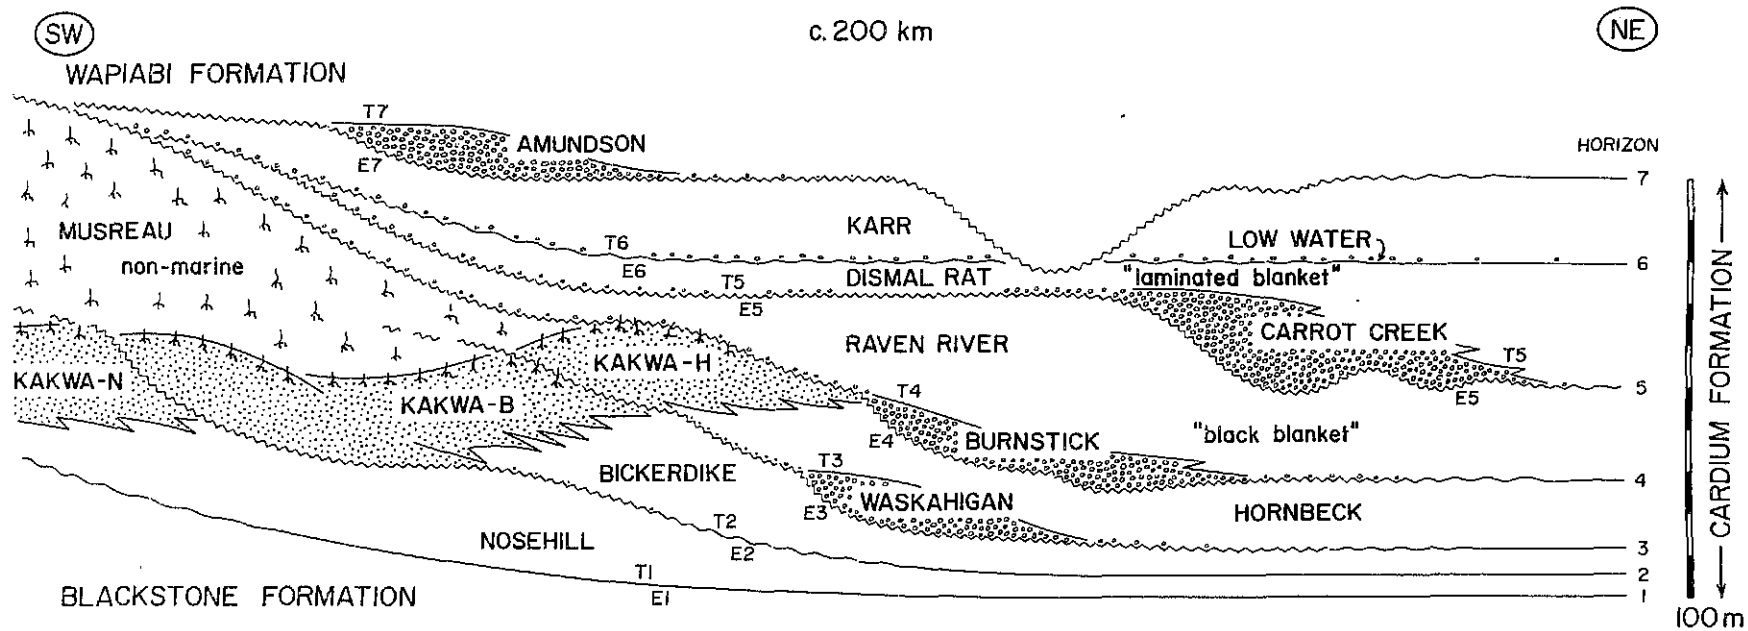 SW
c. 200 km
NE
WAPIABI FORMATION
T7
AMUNDSON
E7
HORIZON
7
KARR
MUSREAU
non-marine
T6
E6
LOW WATER
6
T5
E5
DISMAL RAT
"laminated blanket"
RAVEN RIVER
CARROT CREEK
T5
E5
5
KAKWA-N
KAKWA-H
KAKWA-B
T4
E4
BURNSTICK
"black blanket"
4
BICKERDIKE
T3
E3
WASKAHIGAN
HORNBECK
3
NOSEHILL
T2
E2
2
T1
E1
1
BLACKSTONE FORMATION
CARDIUM FORMATION
100m